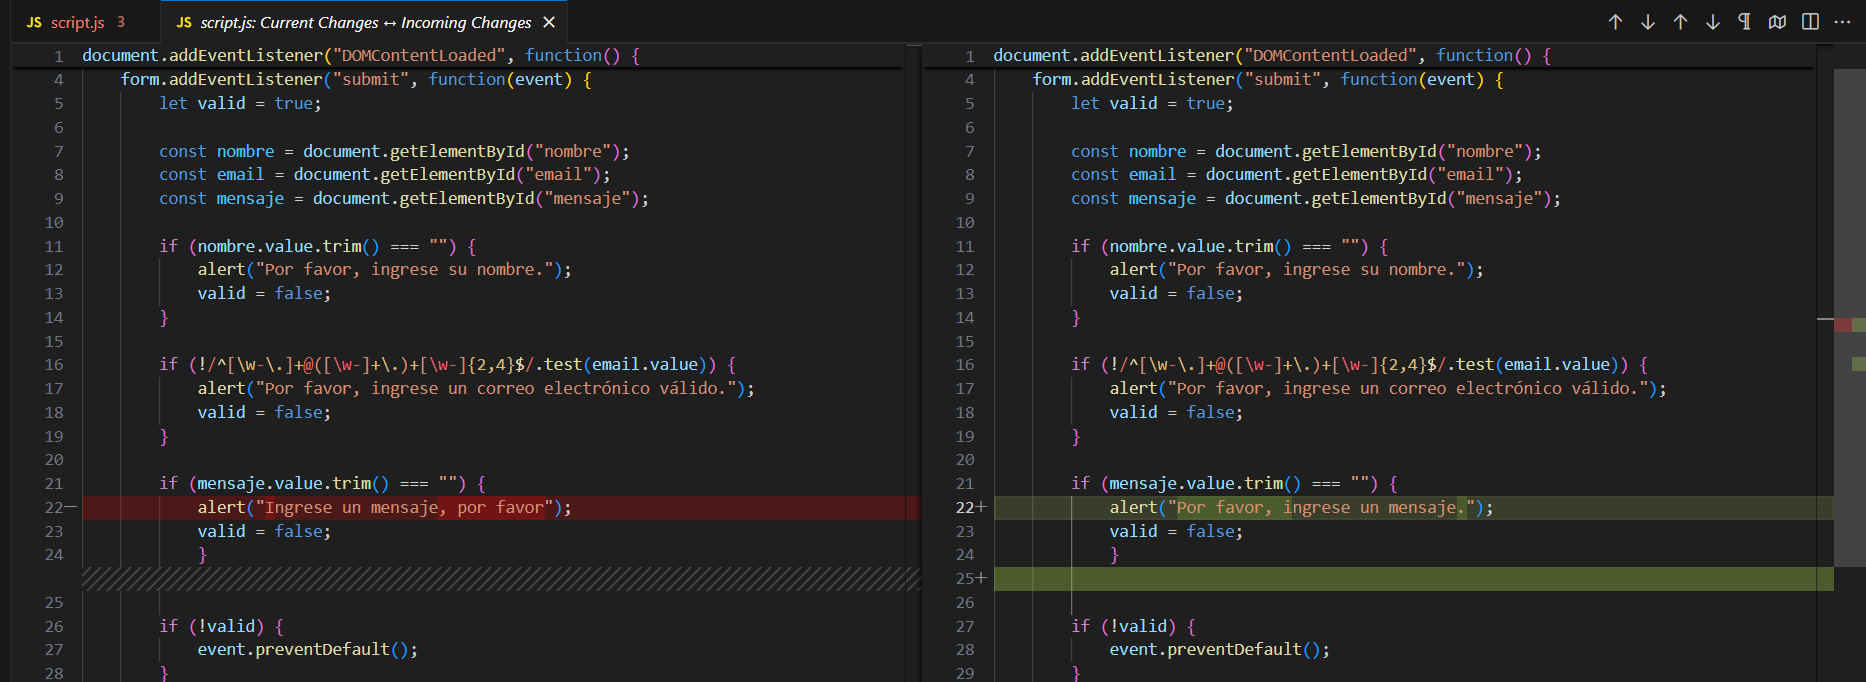 JS script.js 3 JS script.js: Current Changes ↔ Incoming Changes ✕ ↑ ↓ ↑ ↓ ¶ ···
1 document.addEventListener("DOMContentLoaded", function() {
4 form.addEventListener("submit", function(event) {
5 let valid = true;
6
7 const nombre = document.getElementById("nombre");
8 const email = document.getElementById("email");
9 const mensaje = document.getElementById("mensaje");
10
11 if (nombre.value.trim() === "") {
12 alert("Por favor, ingrese su nombre.");
13 valid = false;
14 }
15
16 if (!/^[\w-\.]+@([\w-]+\.)+[\w-]{2,4}$/.test(email.value)) {
17 alert("Por favor, ingrese un correo electrónico válido.");
18 valid = false;
19 }
20
21 if (mensaje.value.trim() === "") {
22— alert("Ingrese un mensaje, por favor");
23 valid = false;
24 }
25
26 if (!valid) {
27 event.preventDefault();
28 }
1 document.addEventListener("DOMContentLoaded", function() {
4 form.addEventListener("submit", function(event) {
5 let valid = true;
6
7 const nombre = document.getElementById("nombre");
8 const email = document.getElementById("email");
9 const mensaje = document.getElementById("mensaje");
10
11 if (nombre.value.trim() === "") {
12 alert("Por favor, ingrese su nombre.");
13 valid = false;
14 }
15
16 if (!/^[\w-\.]+@([\w-]+\.)+[\w-]{2,4}$/.test(email.value)) {
17 alert("Por favor, ingrese un correo electrónico válido.");
18 valid = false;
19 }
20
21 if (mensaje.value.trim() === "") {
22+ alert("Por favor, ingrese un mensaje.");
23 valid = false;
24 }
25+
26
27 if (!valid) {
28 event.preventDefault();
29 }